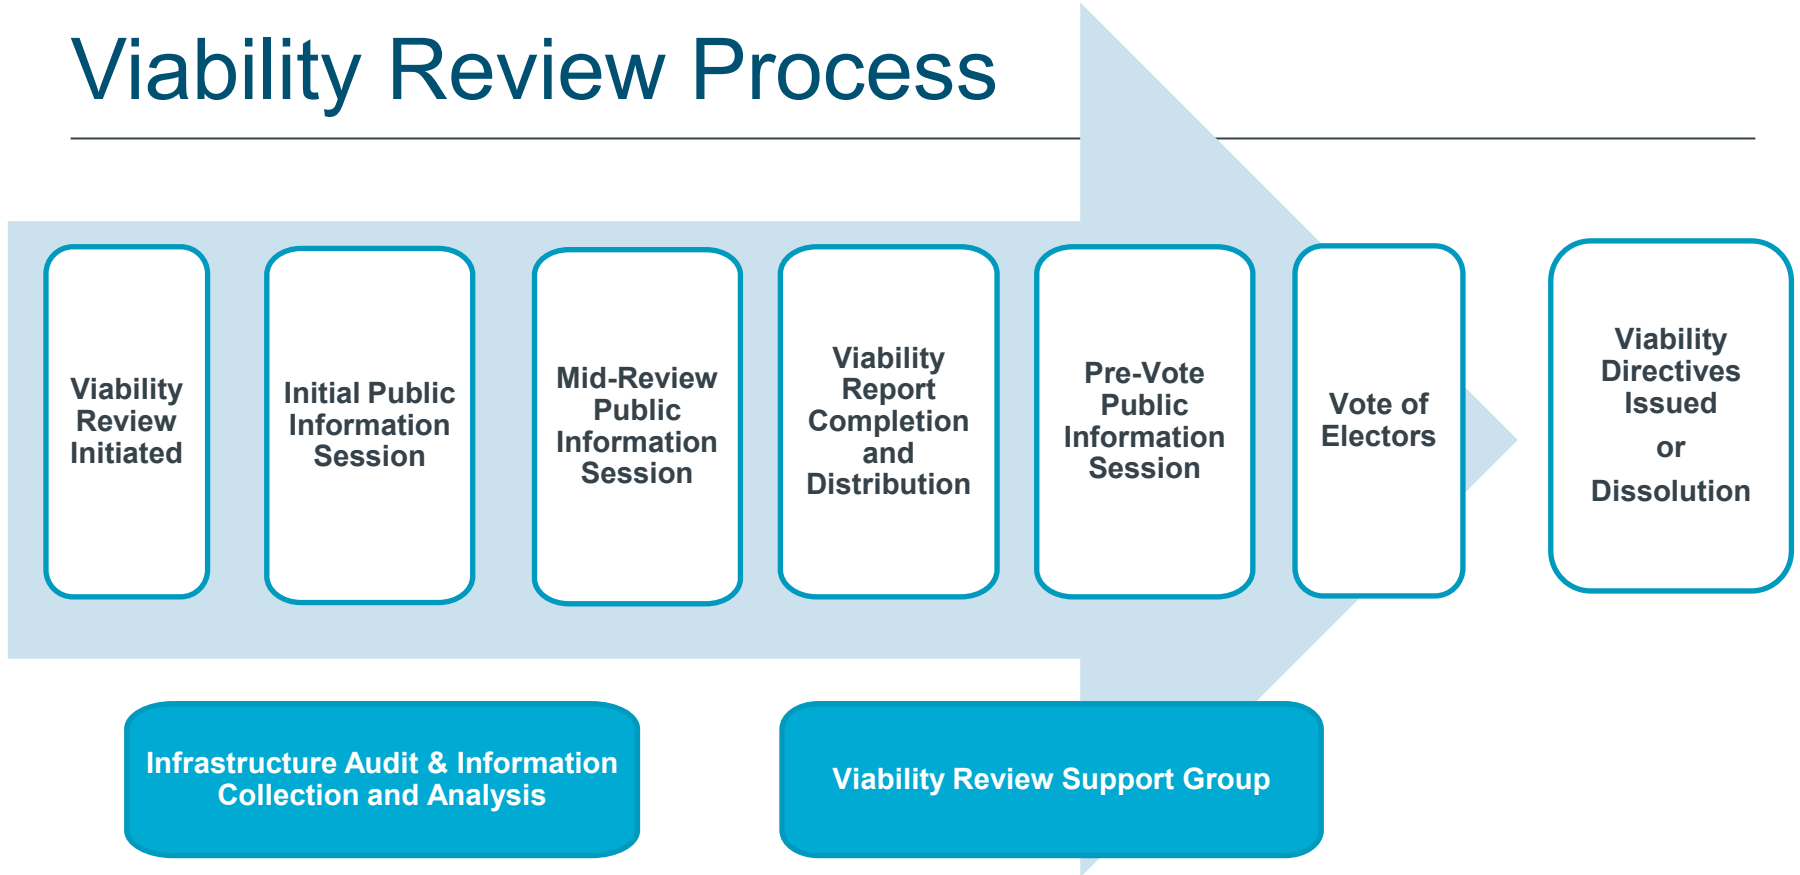 Viability Review Process
Viability
Review
Initiated
Initial Public
Information
Session
Mid-Review
Public
Information
Session
Viability
Report
Completion
and
Distribution
Pre-Vote
Public
Information
Session
Vote of
Electors
Viability
Directives
Issued
or
Dissolution
Infrastructure Audit & Information
Collection and Analysis
Viability Review Support Group